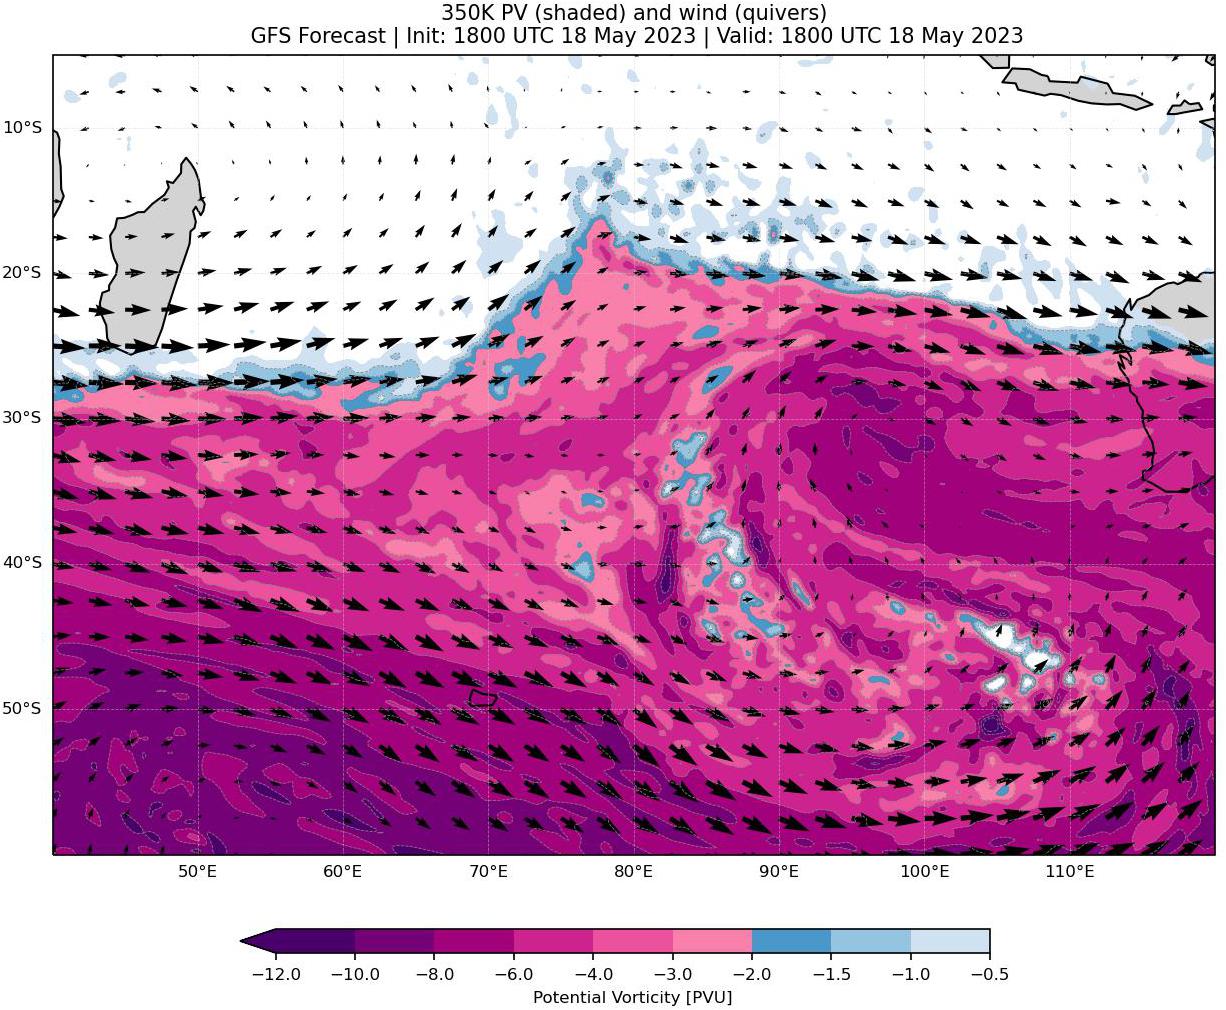 350K PV (shaded) and wind (quivers)
GFS Forecast | Init: 1800 UTC 18 May 2023 | Valid: 1800 UTC 18 May 2023
10°S
20°S
30°S
40°S
50°S
50°E 60°E 70°E 80°E 90°E 100°E 110°E
−12.0 −10.0 −8.0 −6.0 −4.0 −3.0 −2.0 −1.5 −1.0 −0.5
Potential Vorticity [PVU]